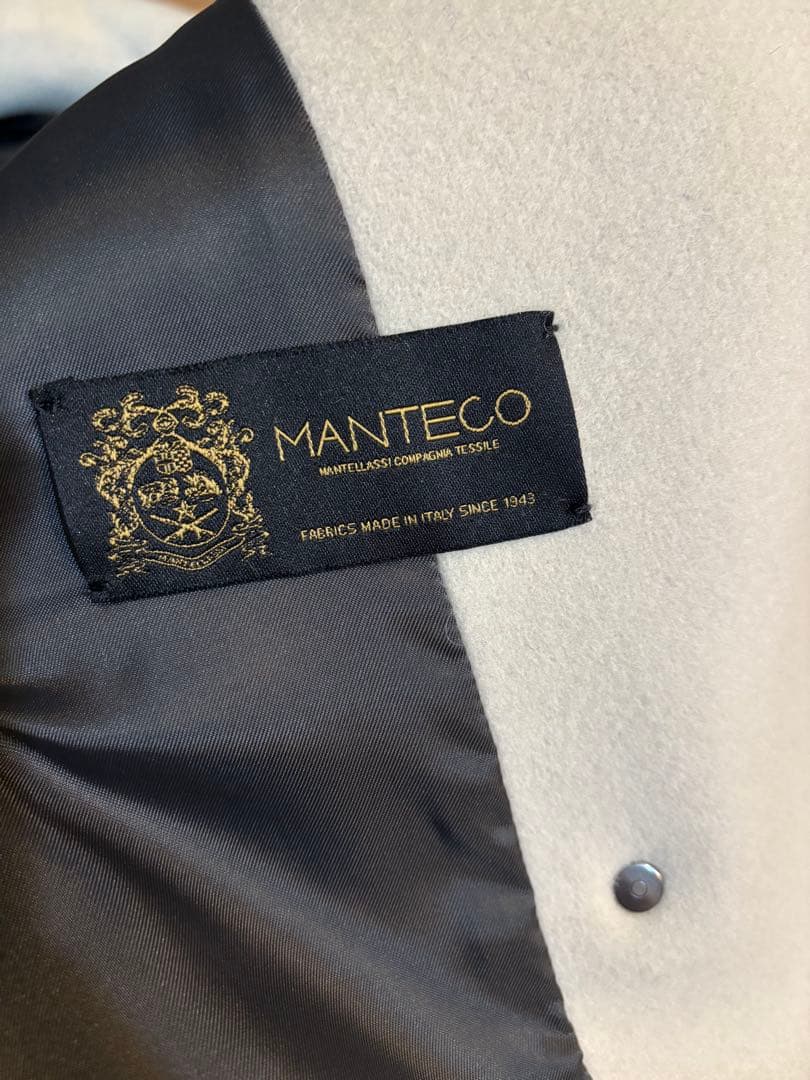 MANTECO
MANTELLASSI COMPAGNIA TESSILE
FABRICS MADE IN ITALY SINCE 1943